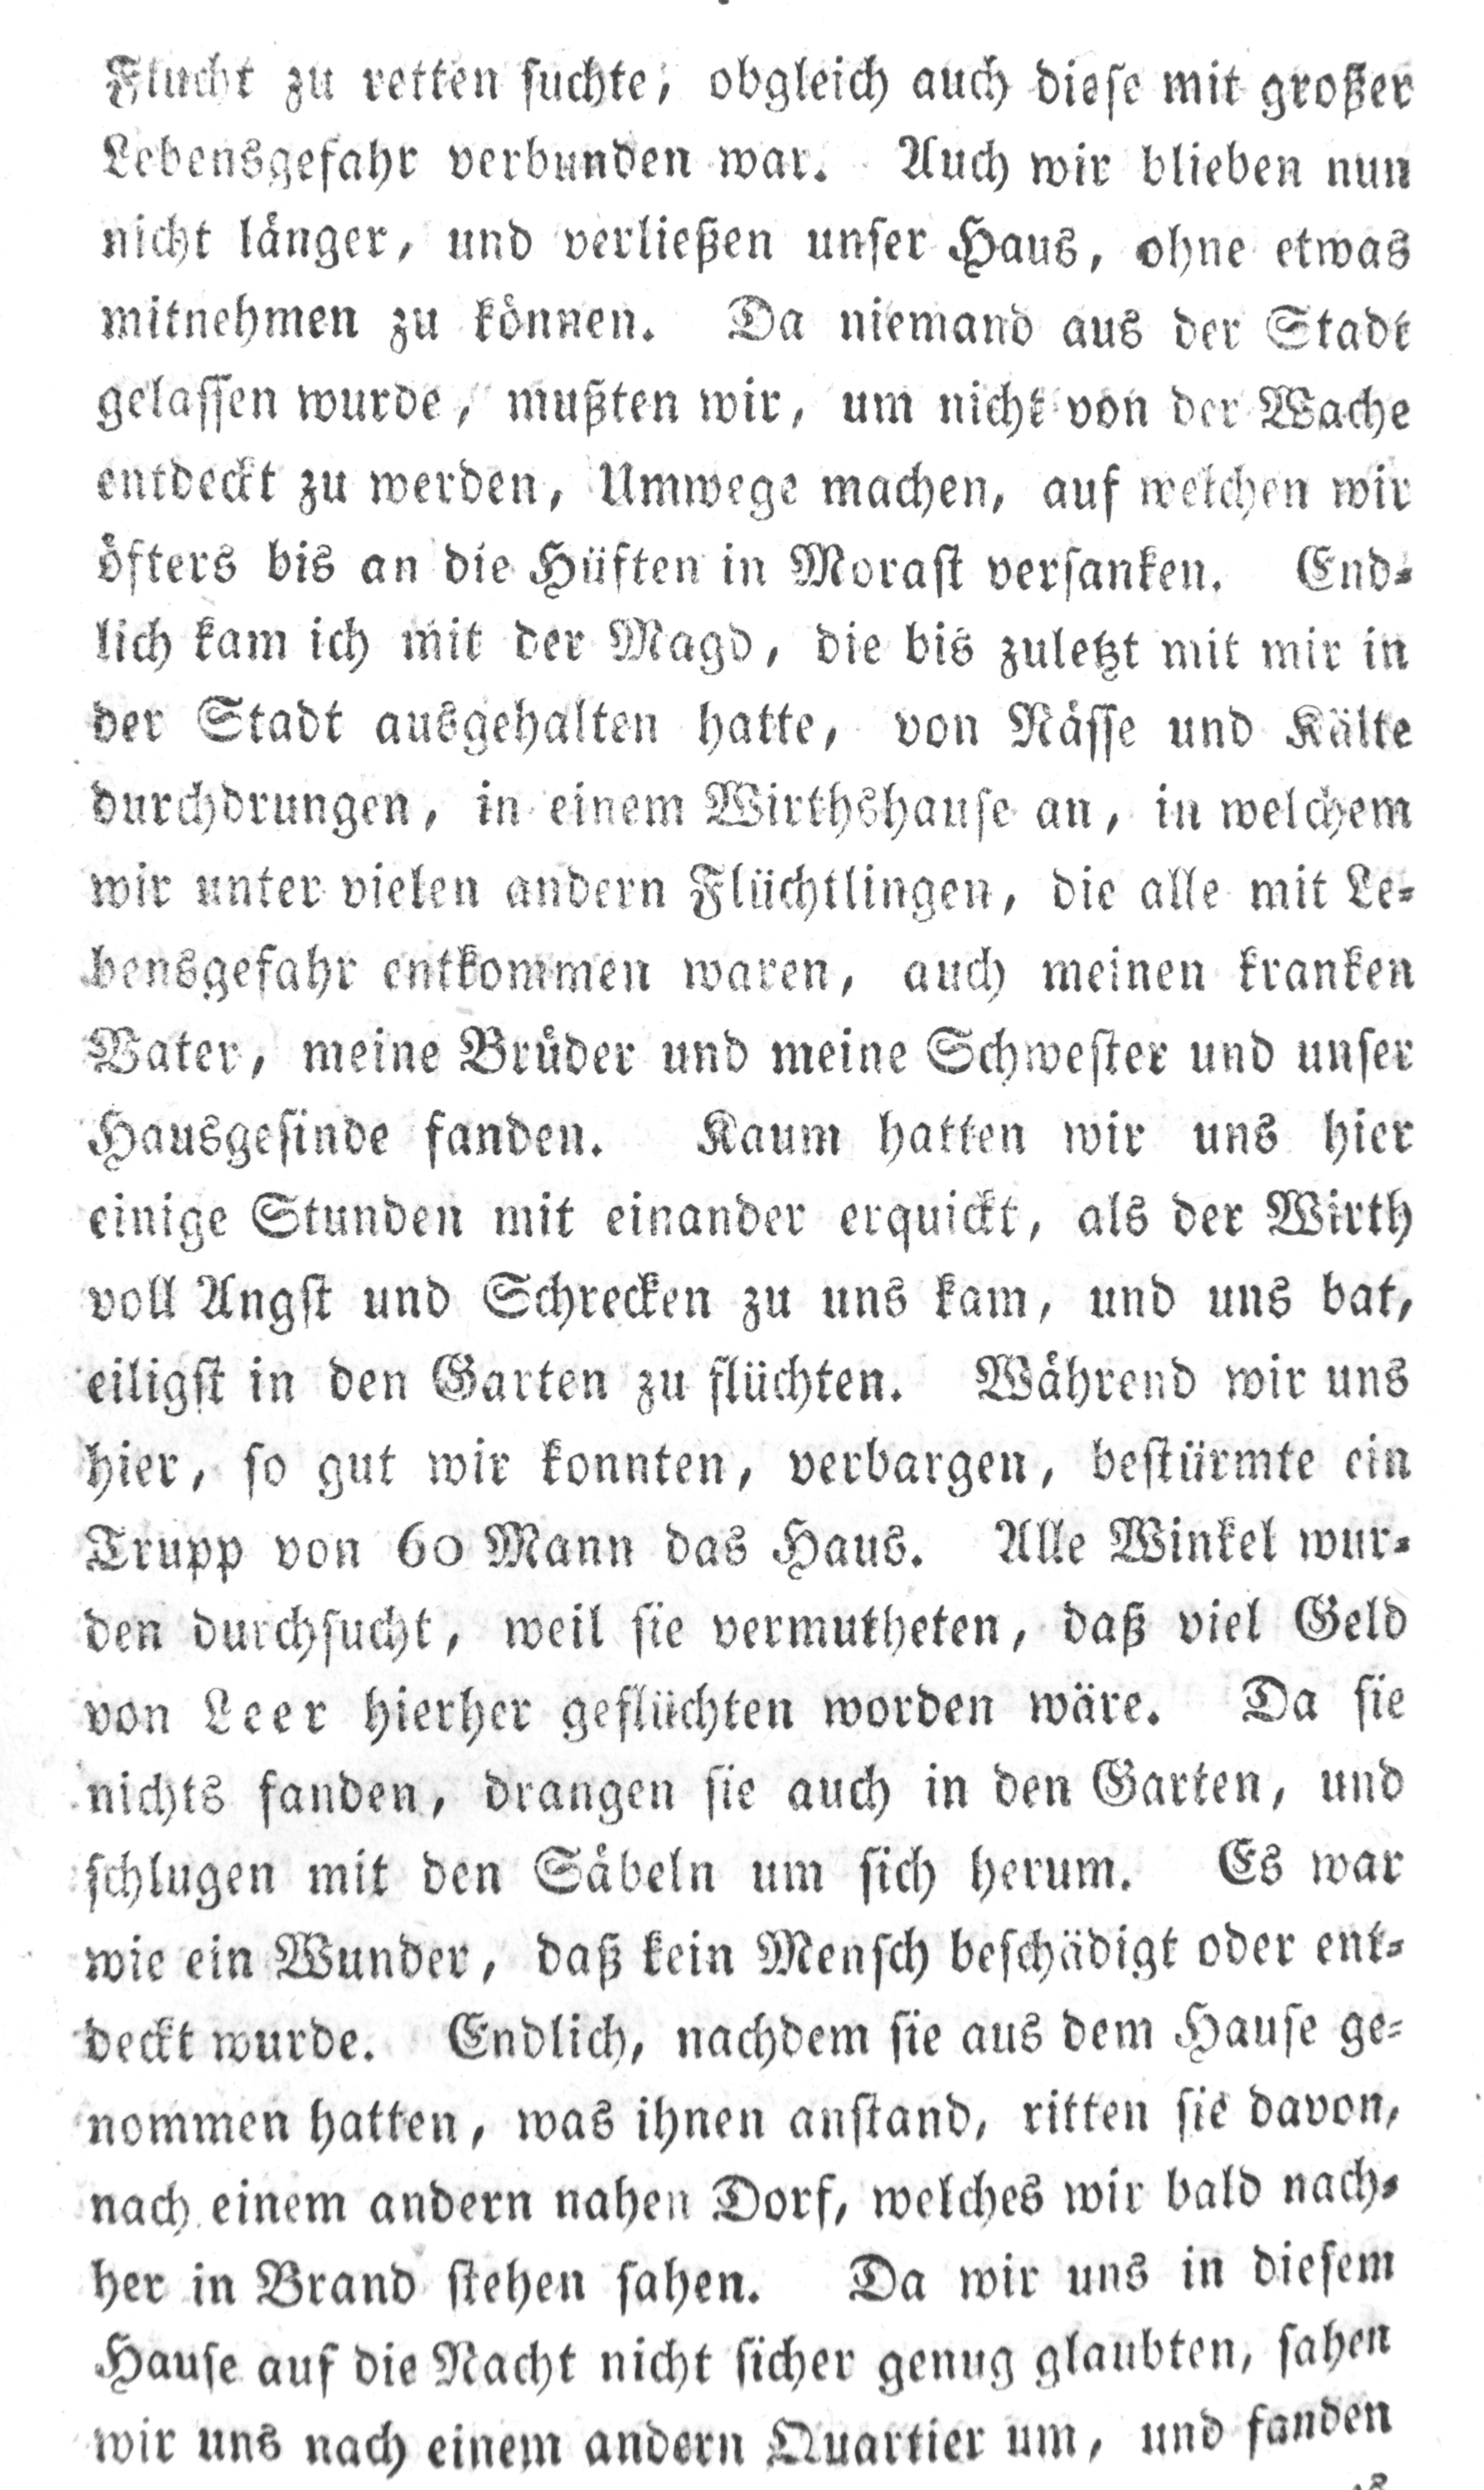 Flucht zu retten suchte, obgleich auch diese mit großer
Lebensgefahr verbunden war. Auch wir blieben nun
nicht länger, und verließen unser Haus, ohne etwas
mitnehmen zu können. Da niemand aus der Stadt
gelassen wurde, mußten wir, um nicht von der Wache
entdeckt zu werden, Umwege machen, auf welchen wir
öfters bis an die Hüften in Morast versanken. End-
lich kam ich mit der Magd, die bis zuletzt mit mir in
der Stadt ausgehalten hatte, von Nässe und Kälte
durchdrungen, in einem Wirthshause an, in welchem
wir unter vielen andern Flüchtlingen, die alle mit Le-
bensgefahr entkommen waren, auch meinen kranken
Vater, meine Brüder und meine Schwester und unser
Hausgesinde fanden. Kaum hatten wir uns hier
einige Stunden mit einander erquickt, als der Wirth
voll Angst und Schrecken zu uns kam, und uns bat,
eiligst in den Garten zu flüchten. Während wir uns
hier, so gut wir konnten, verbargen, bestürmte ein
Trupp von 60 Mann das Haus. Alle Winkel wur-
den durchsucht, weil sie vermutheten, daß viel Geld
von Leer hierher geflüchten worden wäre. Da sie
nichts fanden, drangen sie auch in den Garten, und
schlugen mit den Säbeln um sich herum. Es war
wie ein Wunder, daß kein Mensch beschädigt oder ent-
deckt wurde. Endlich, nachdem sie aus dem Hause ge-
nommen hatten, was ihnen anstand, ritten sie davon,
nach einem andern nahen Dorf, welches wir bald nach-
her in Brand stehen sahen. Da wir uns in diesem
Hause auf die Nacht nicht sicher genug glaubten, sahen
wir uns nach einem andern Quartier um, und fanden